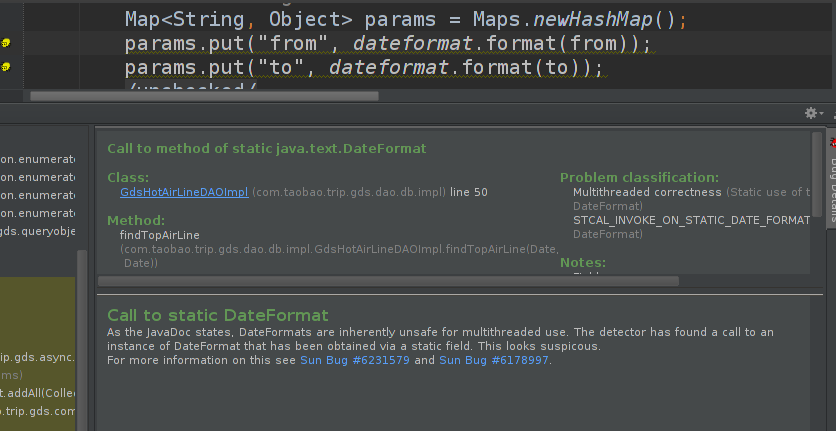 Map<String, Object> params = Maps.newHashMap();
params.put("from", dateformat.format(from));
params.put("to", dateformat.format(to));
Call to method of static java.text.DateFormat
on.enumerate
on.enumerate
on.enumerate
on.enumerate
gds.queryobje
Class:
GdsHotAirLineDAOImpl (com.taobao.trip.gds.dao.db.impl) line 50
Method:
findTopAirLine
(com.taobao.trip.gds.dao.db.impl.GdsHotAirLineDAOImpl.findTopAirLine(Date,
Date))
Problem classification:
Multithreaded correctness (Static use of t
DateFormat)
STCAL_INVOKE_ON_STATIC_DATE_FORMAT
DateFormat)
Notes:
Bug Details
Call to static DateFormat
As the JavaDoc states, DateFormats are inherently unsafe for multithreaded use. The detector has found a call to an
instance of DateFormat that has been obtained via a static field. This looks suspicous.
For more information on this see Sun Bug #6231579 and Sun Bug #6178997.
ip.gds.async.
ms)
t.addAll(Collec
o.trip.gds.com